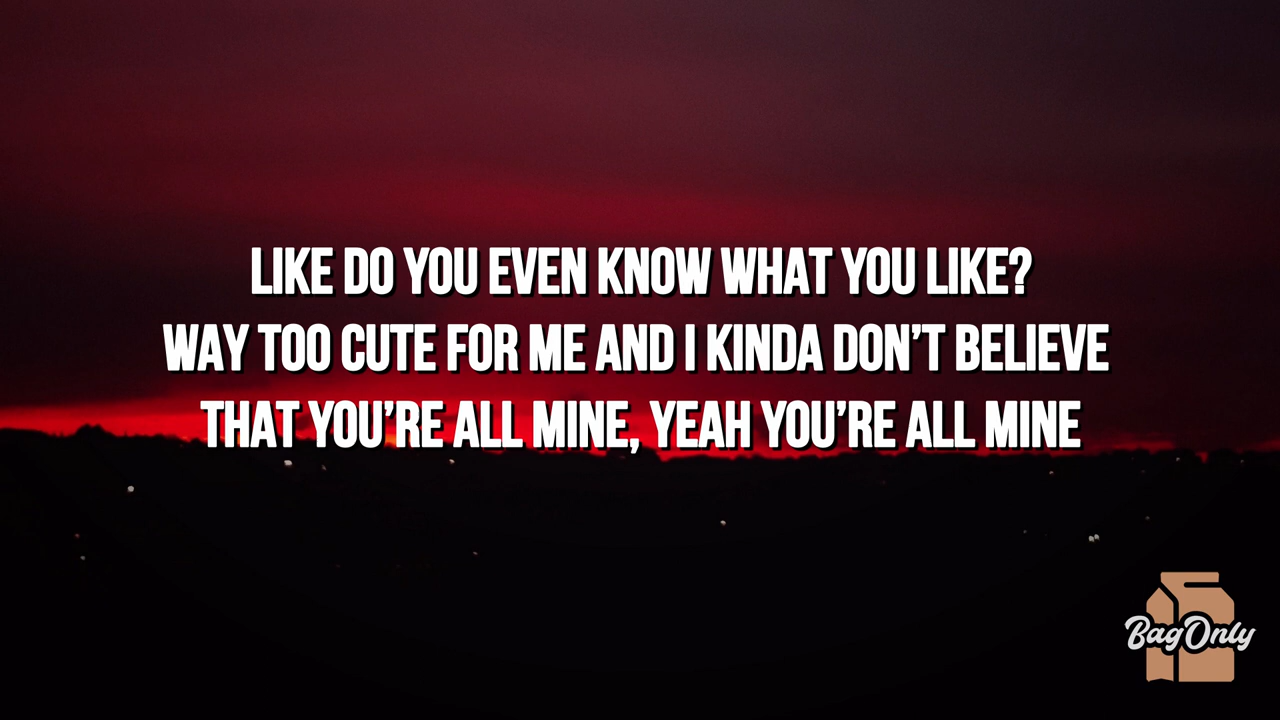 LIKE DO YOU EVEN KNOW WHAT YOU LIKE?
WAY TOO CUTE FOR ME AND I KINDA DON’T BELIEVE
THAT YOU’RE ALL MINE, YEAH YOU’RE ALL MINE
BagOnly